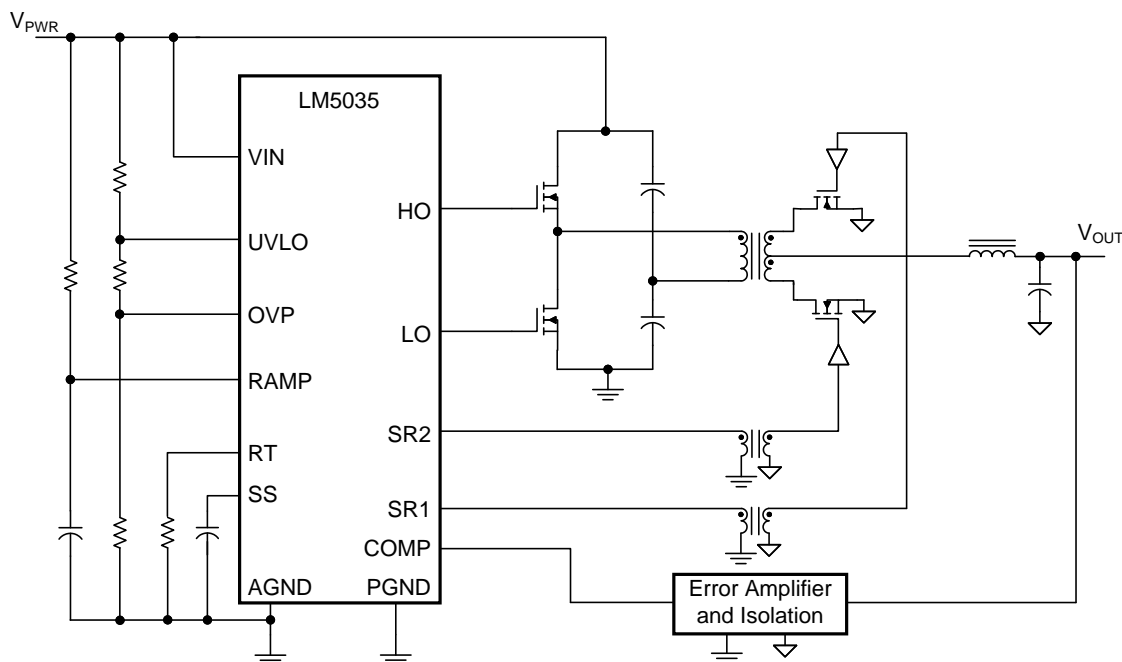 VPWR
LM5035
VIN
HO
UVLO
VOUT
OVP
LO
RAMP
SR2
RT
SS
SR1
COMP
AGND
PGND
Error Amplifier
and Isolation